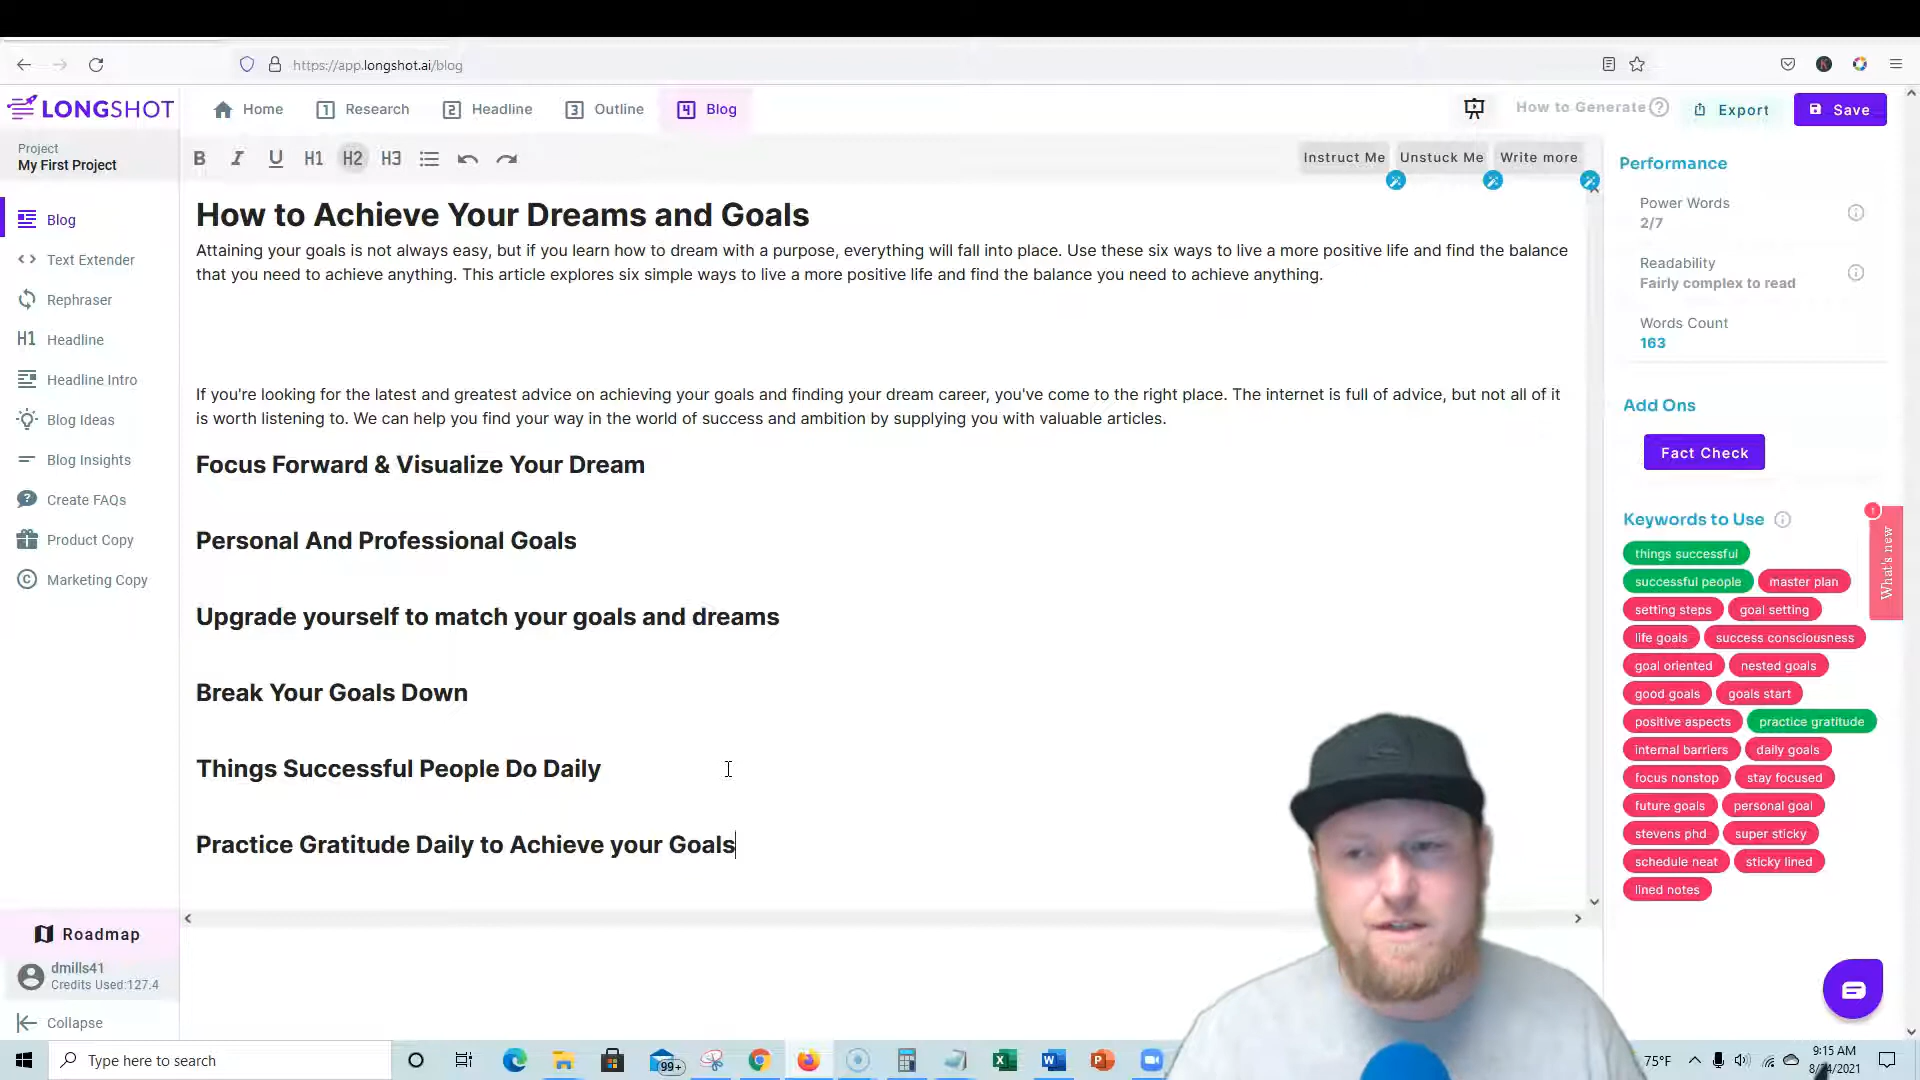 https://app.longshot.ai/blog
LONGSHOT
Home
1 Research
2 Headline
3 Outline
4 Blog
How to Generate ?
Export
Save
Project
My First Project
B I U H1 H2 H3
Instruct Me
Unstuck Me
Write more
Blog
Text Extender
Rephraser
H1 Headline
Headline Intro
Blog Ideas
Blog Insights
Create FAQs
Product Copy
Marketing Copy
Roadmap
dmills41
Credits Used:127.4
Collapse
How to Achieve Your Dreams and Goals
Attaining your goals is not always easy, but if you learn how to dream with a purpose, everything will fall into place. Use these six ways to live a more positive life and find the balance
that you need to achieve anything. This article explores six simple ways to live a more positive life and find the balance you need to achieve anything.
If you're looking for the latest and greatest advice on achieving your goals and finding your dream career, you've come to the right place. The internet is full of advice, but not all of it
is worth listening to. We can help you find your way in the world of success and ambition by supplying you with valuable articles.
Focus Forward & Visualize Your Dream
Personal And Professional Goals
Upgrade yourself to match your goals and dreams
Break Your Goals Down
Things Successful People Do Daily
Practice Gratitude Daily to Achieve your Goals
Performance
Power Words
2/7
Readability
Fairly complex to read
Words Count
163
Add Ons
Fact Check
Keywords to Use
things successful
successful people
master plan
setting steps
goal setting
life goals
success consciousness
goal oriented
nested goals
good goals
goals start
positive aspects
practice gratitude
internal barriers
daily goals
focus nonstop
stay focused
future goals
personal goal
stevens phd
super sticky
schedule neat
sticky lined
lined notes
What's new
Type here to search
99+
75°F
9:15 AM